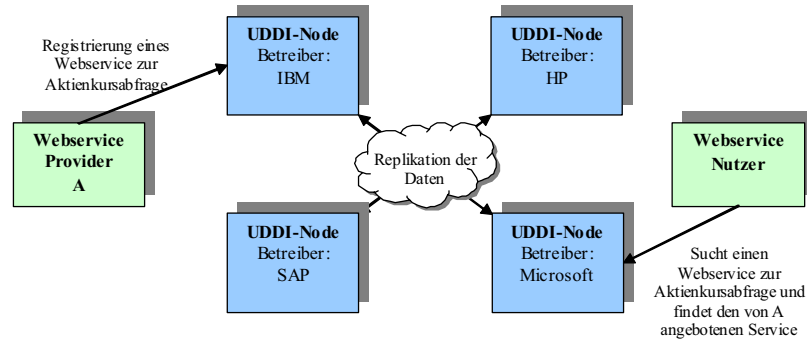 Registrierung eines
Webservice zur
Aktienkursabfrage
UDDI-Node
Betreiber:
IBM
UDDI-Node
Betreiber:
HP
Webservice
Provider
A
Replikation der
Daten
Webservice
Nutzer
UDDI-Node
Betreiber:
SAP
UDDI-Node
Betreiber:
Microsoft
Sucht einen
Webservice zur
Aktienkursabfrage und
findet den von A
angebotenen Service